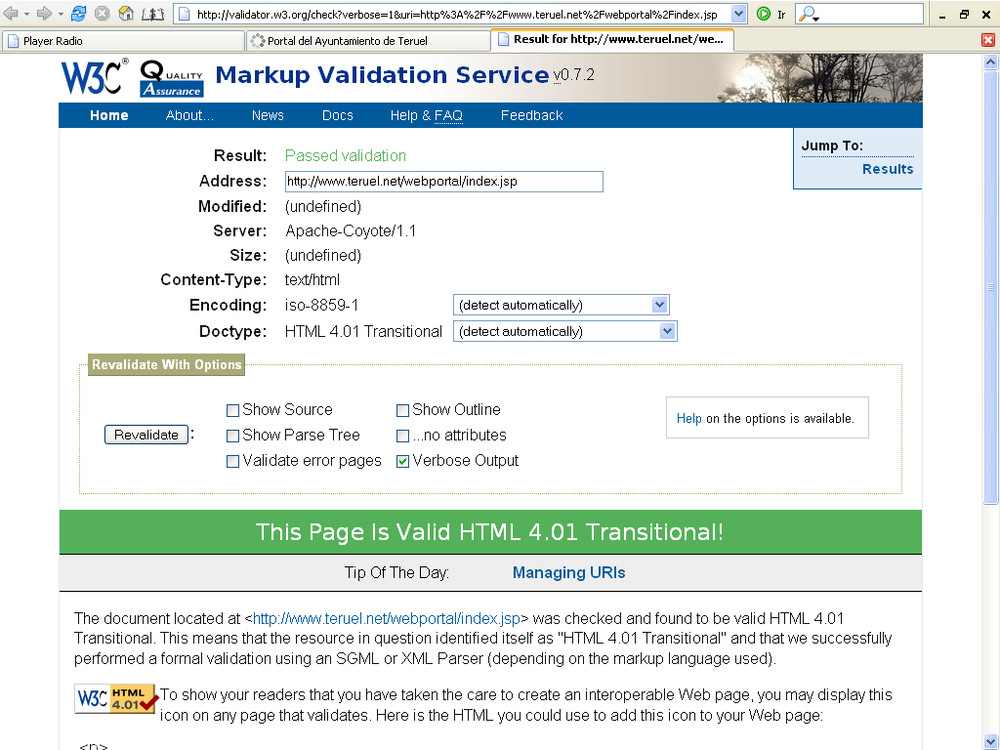 http://validator.w3.org/check?verbose=1&uri=http%3A%2F%2Fwww.teruel.net%2Fwebportal%2Findex.jsp Ir
Player Radio Portal del Ayuntamiento de Teruel Result for http://www.teruel.net/we...
W3C® QUALITY Assurance Markup Validation Service v0.7.2
Home About... News Docs Help & FAQ Feedback
Jump To:
Results
Result: Passed validation
Address: http://www.teruel.net/webportal/index.jsp
Modified: (undefined)
Server: Apache-Coyote/1.1
Size: (undefined)
Content-Type: text/html
Encoding: iso-8859-1 (detect automatically)
Doctype: HTML 4.01 Transitional (detect automatically)
Revalidate With Options
Show Source Show Outline
Revalidate : Show Parse Tree ...no attributes
Validate error pages Verbose Output
Help on the options is available.
This Page Is Valid HTML 4.01 Transitional!
Tip Of The Day: Managing URIs
The document located at <http://www.teruel.net/webportal/index.jsp> was checked and found to be valid HTML 4.01
Transitional. This means that the resource in question identified itself as "HTML 4.01 Transitional" and that we successfully
performed a formal validation using an SGML or XML Parser (depending on the markup language used).
W3C HTML 4.01 To show your readers that you have taken the care to create an interoperable Web page, you may display this
icon on any page that validates. Here is the HTML you could use to add this icon to your Web page:
<p>